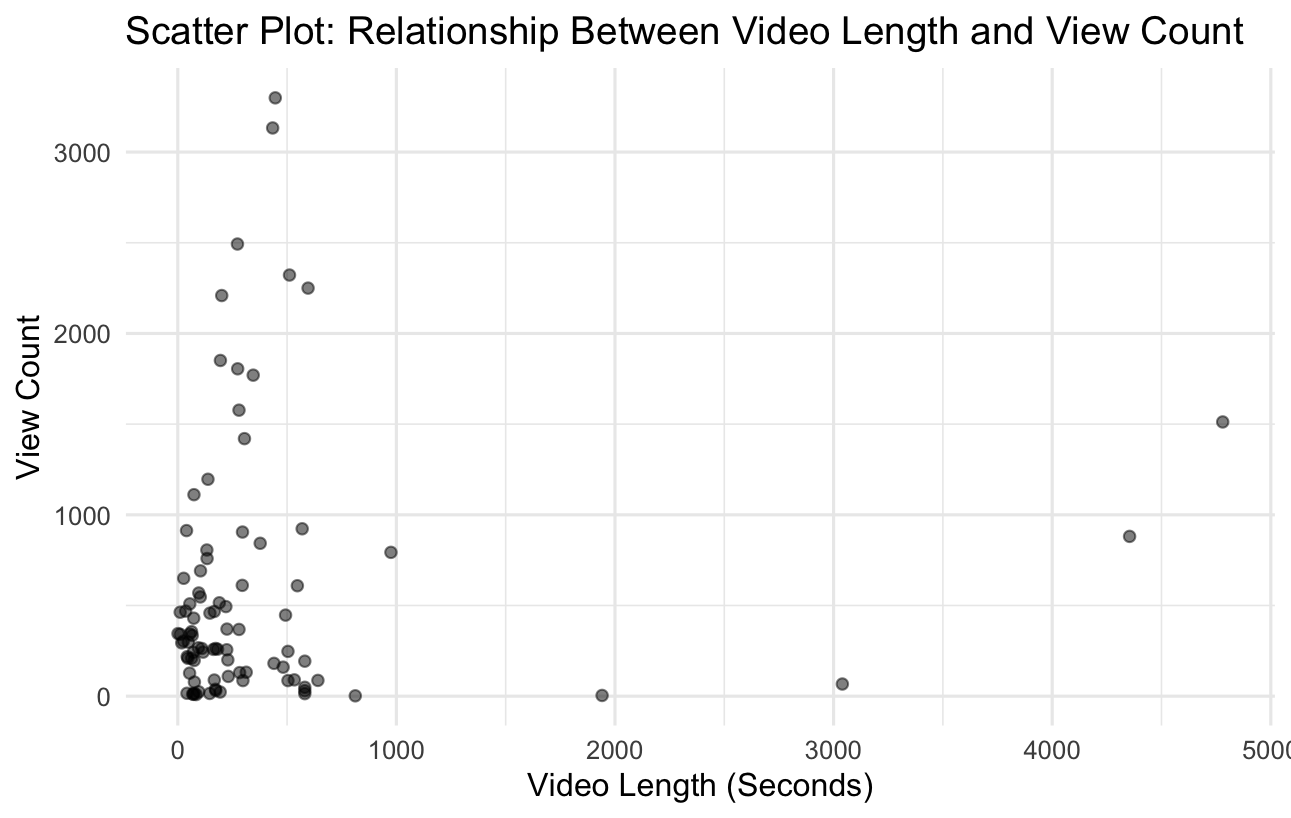 Scatter Plot: Relationship Between Video Length and View Count
View Count
3000
2000
1000
0
0 1000 2000 3000 4000 5000
Video Length (Seconds)